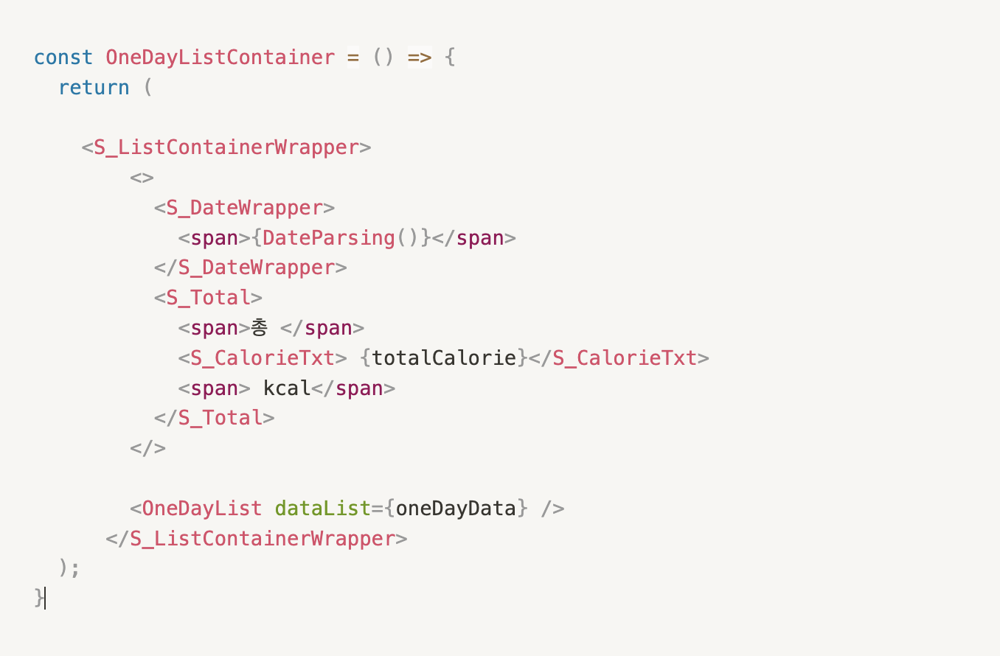 const OneDayListContainer = () => {
  return (

    <S_ListContainerWrapper>
        <>
          <S_DateWrapper>
            <span>{DateParsing()}</span>
          </S_DateWrapper>
          <S_Total>
            <span>총 </span>
            <S_CalorieTxt> {totalCalorie}</S_CalorieTxt>
            <span> kcal</span>
          </S_Total>
        </>

        <OneDayList dataList={oneDayData} />
      </S_ListContainerWrapper>
  );
}